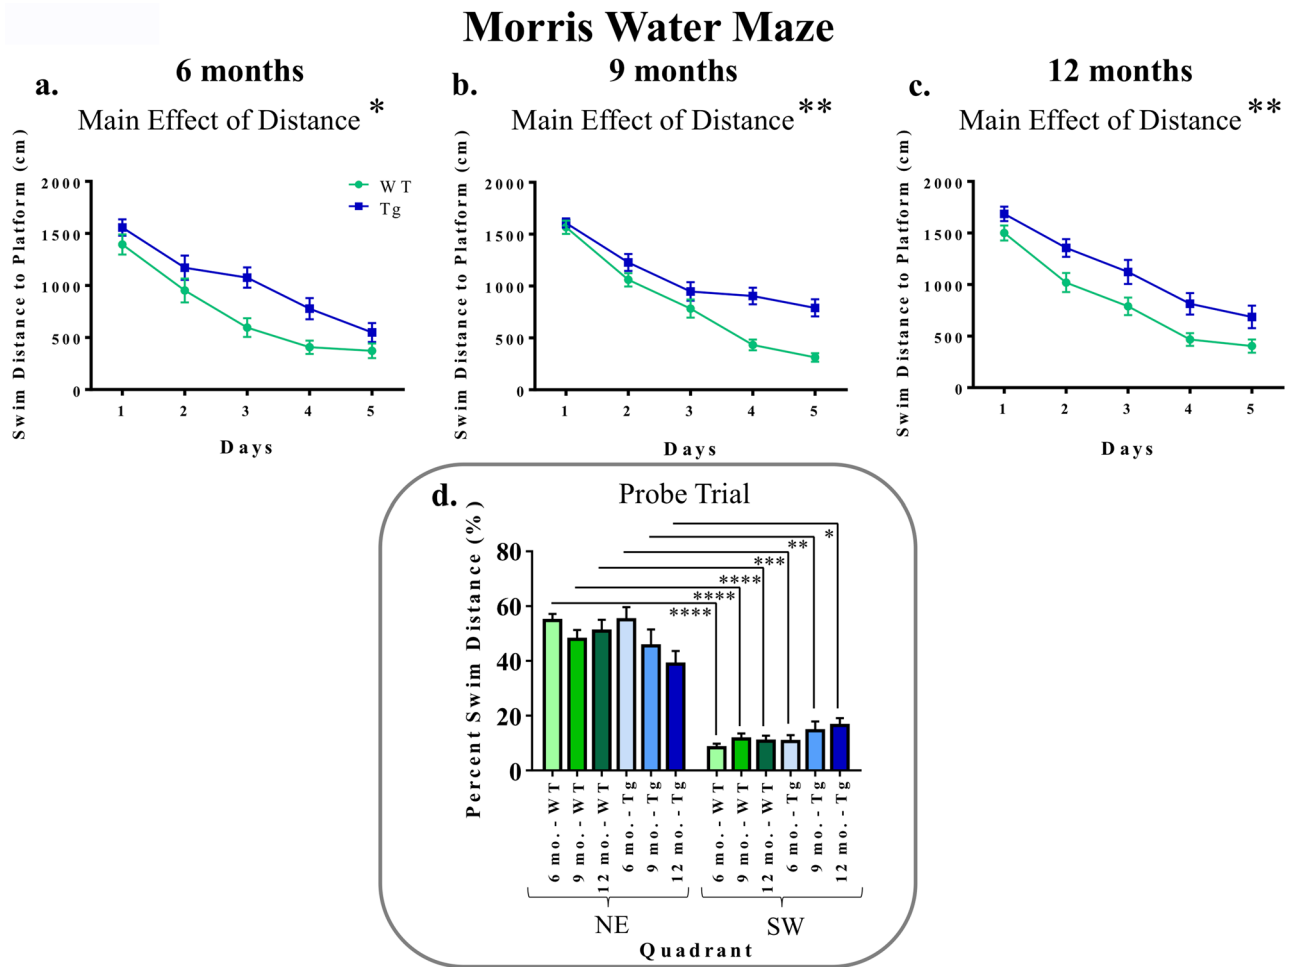 Morris Water Maze
6 months
9 months
12 months
a.
b.
c.
Main Effect of Distance *
Main Effect of Distance **
Main Effect of Distance **
Swim Distance to Platform (cm)
2000
1500
1000
500
0
1 2 3 4 5
Days
WT
Tg
Swim Distance to Platform (cm)
2000
1500
1000
500
0
1 2 3 4 5
Days
Swim Distance to Platform (cm)
2000
1500
1000
500
0
1 2 3 4 5
Days
d.
Probe Trial
Percent Swim Distance (%)
80
60
40
20
0
*
**
***
****
****
****
6 mo.-WT
9 mo.-WT
12 mo.-WT
6 mo.-Tg
9 mo.-Tg
12 mo.-Tg
6 mo.-WT
9 mo.-WT
12 mo.-WT
6 mo.-Tg
9 mo.-Tg
12 mo.-Tg
NE
SW
Quadrant